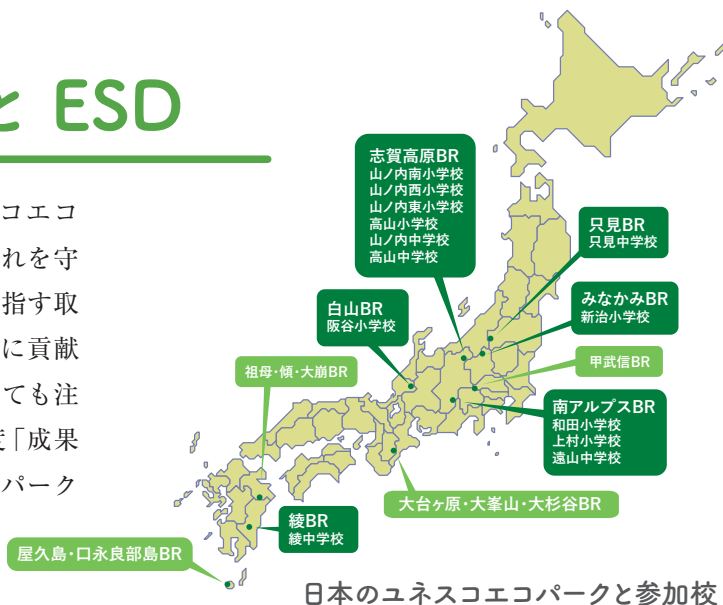 と ESD
コエコ
れを守
指す取
に貢献
ても注
度「成果
パーク
志賀高原BR
山ノ内南小学校
山ノ内西小学校
山ノ内東小学校
高山小学校
山ノ内中学校
高山中学校
只見BR
只見中学校
みなかみBR
新治小学校
白山BR
阪谷小学校
甲武信BR
祖母・傾・大崩BR
南アルプスBR
和田小学校
上村小学校
遠山中学校
大台ヶ原・大峯山・大杉谷BR
綾BR
綾中学校
屋久島・口永良部島BR
日本のユネスコエコパークと参加校